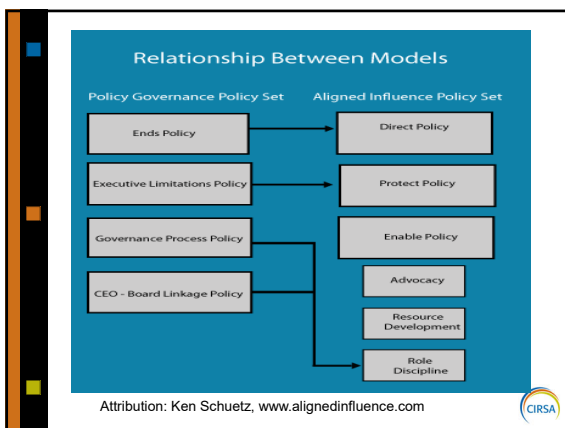 Relationship Between Models
Policy Governance Policy Set
Aligned Influence Policy Set
Ends Policy
Direct Policy
Executive Limitations Policy
Protect Policy
Governance Process Policy
Enable Policy
CEO - Board Linkage Policy
Advocacy
Resource
Development
Role
Discipline
Attribution: Ken Schuetz, www.alignedinfluence.com
CIRSA